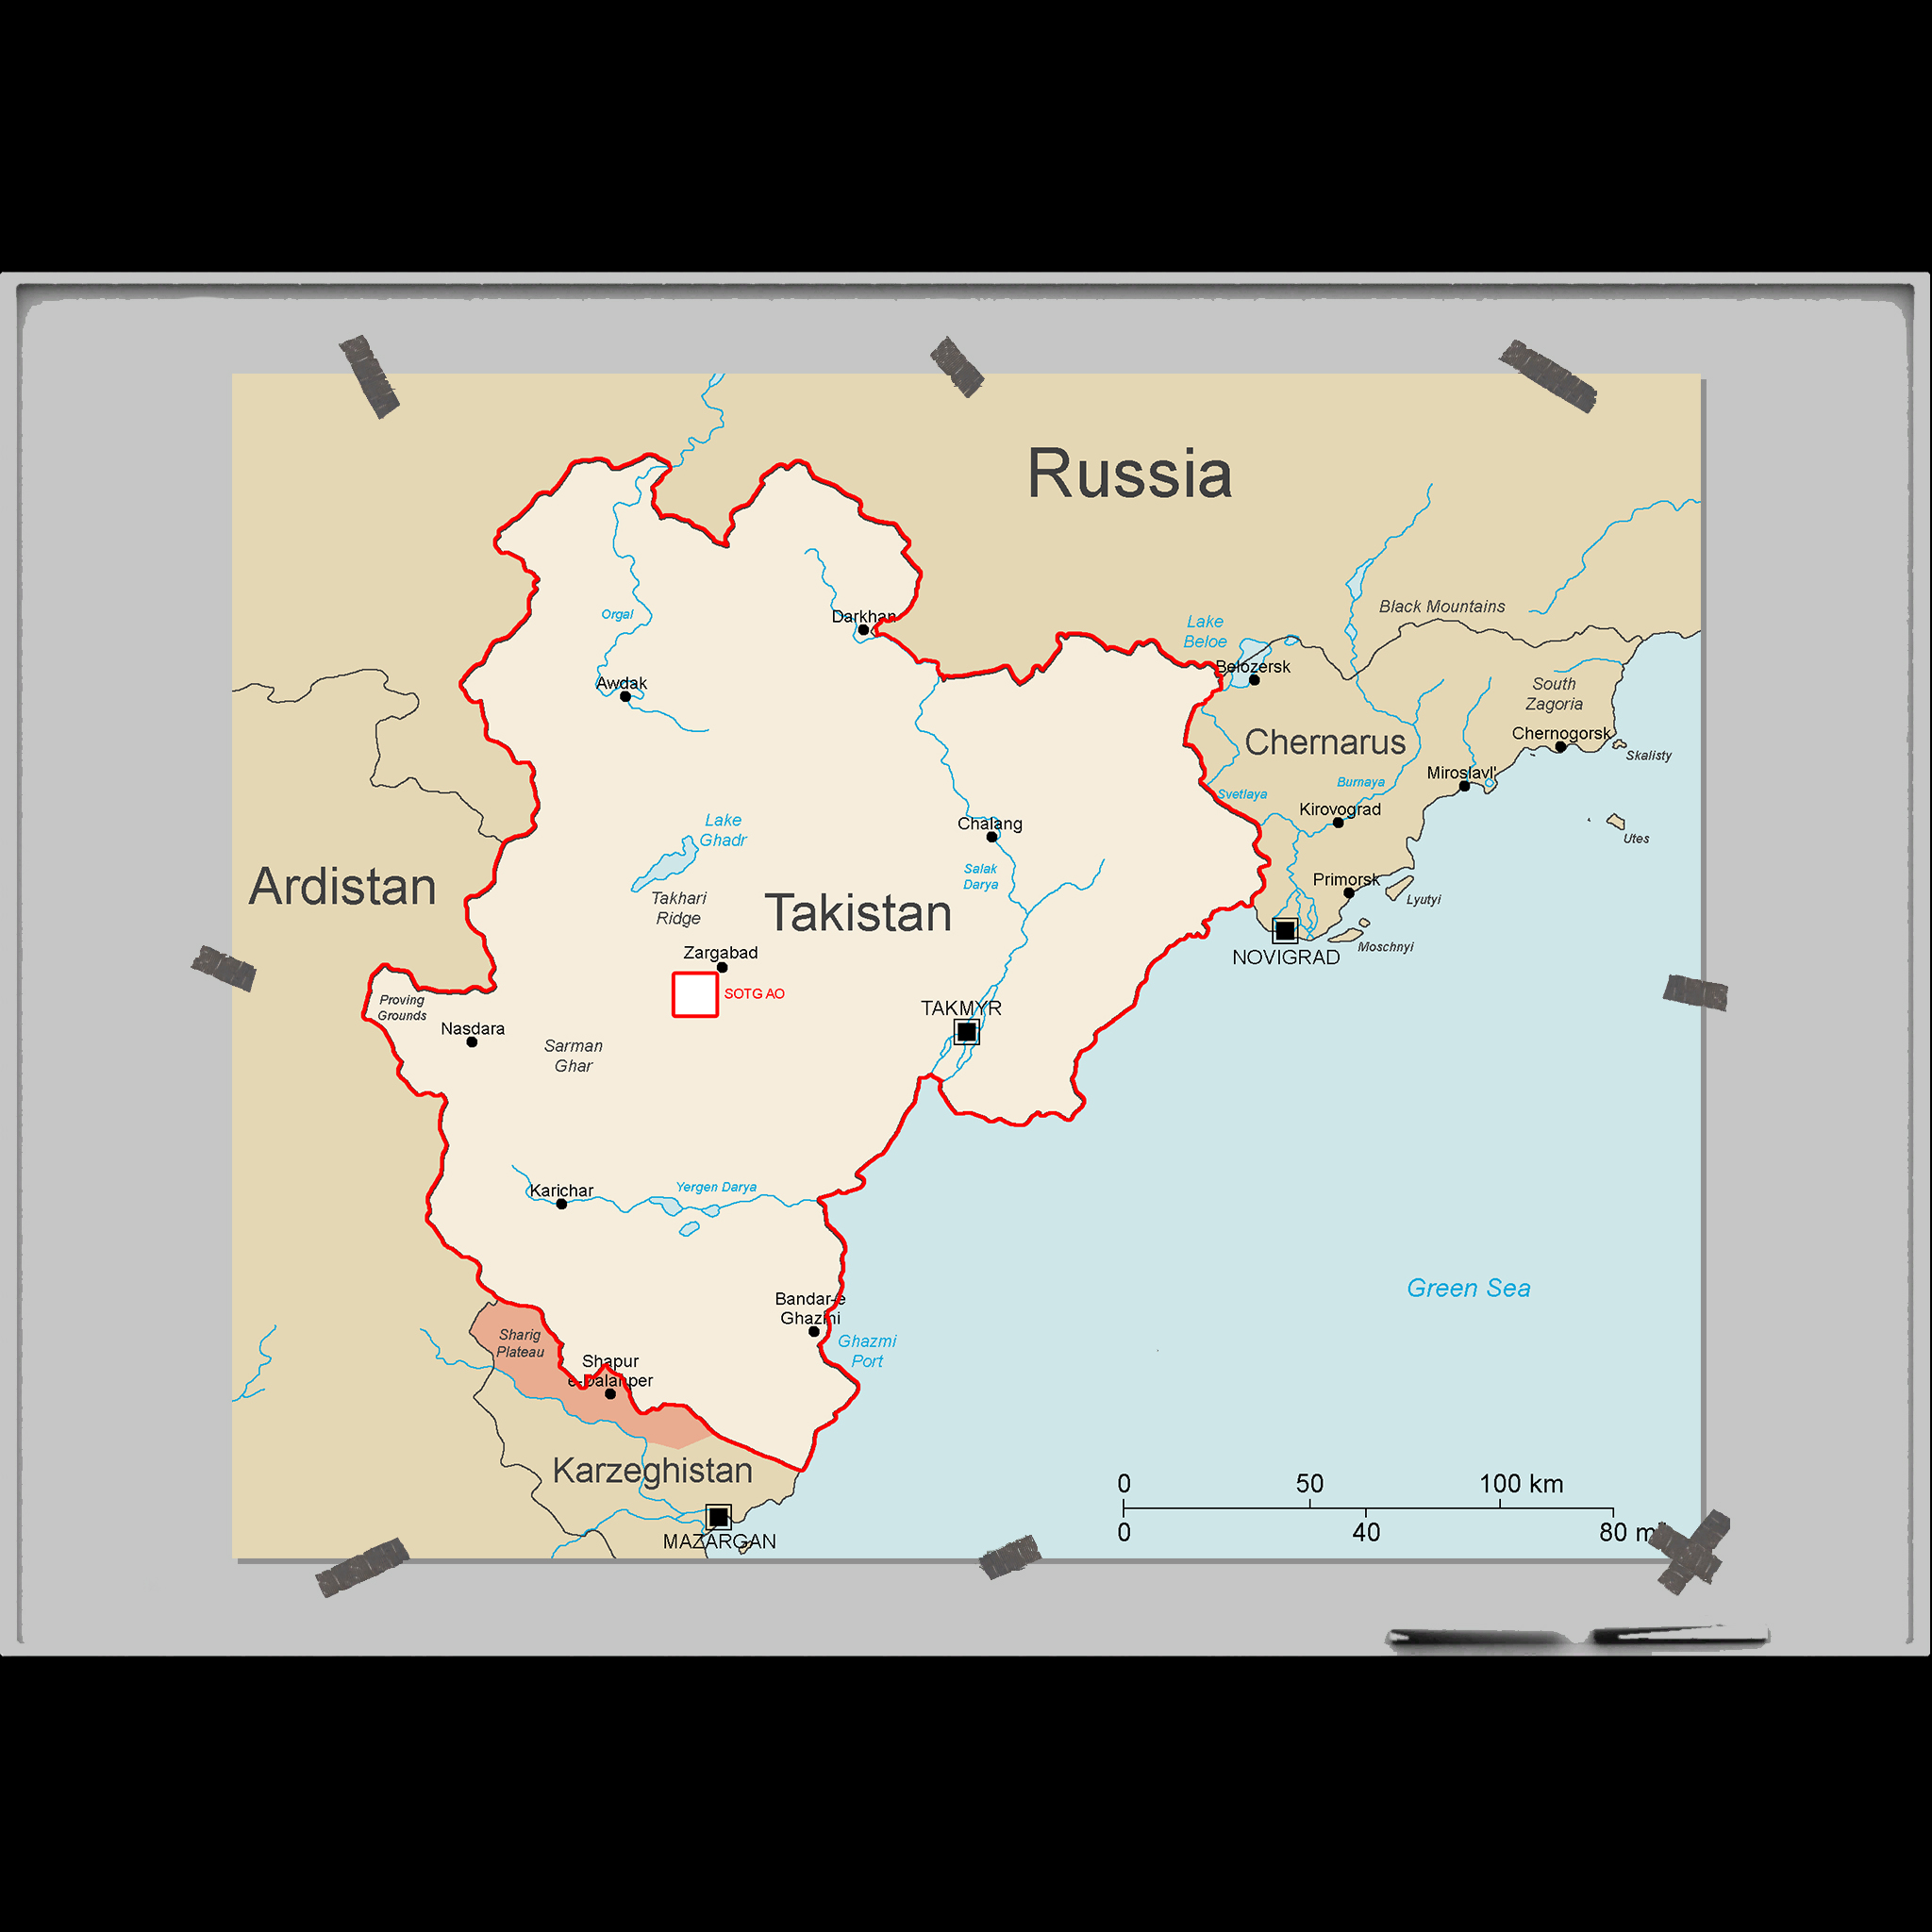 Russia
Black Mountains
Orgal
Darkhan
Lake
Beloe
Belozersk
Awdak
South
Zagoria
Chernarus
Chernogorsk
Skalisty
Miroslavl'
Burnaya
Svetlaya
Kirovograd
Lake
Ghadr
Chalang
Utes
Salak
Darya
Ardistan
Takhari
Ridge
Takistan
Primorsk
Lyutyi
Moschnyi
NOVIGRAD
Zargabad
SOTG AO
Proving
Grounds
TAKMYR
Nasdara
Sarman
Ghar
Karichar
Yergen Darya
Green Sea
Bandar-e
Ghazmi
Ghazmi
Port
Sharig
Plateau
Shapur
e-Dalanper
Karzeghistan
MAZARGAN
0 50 100 km
0 40 80 m